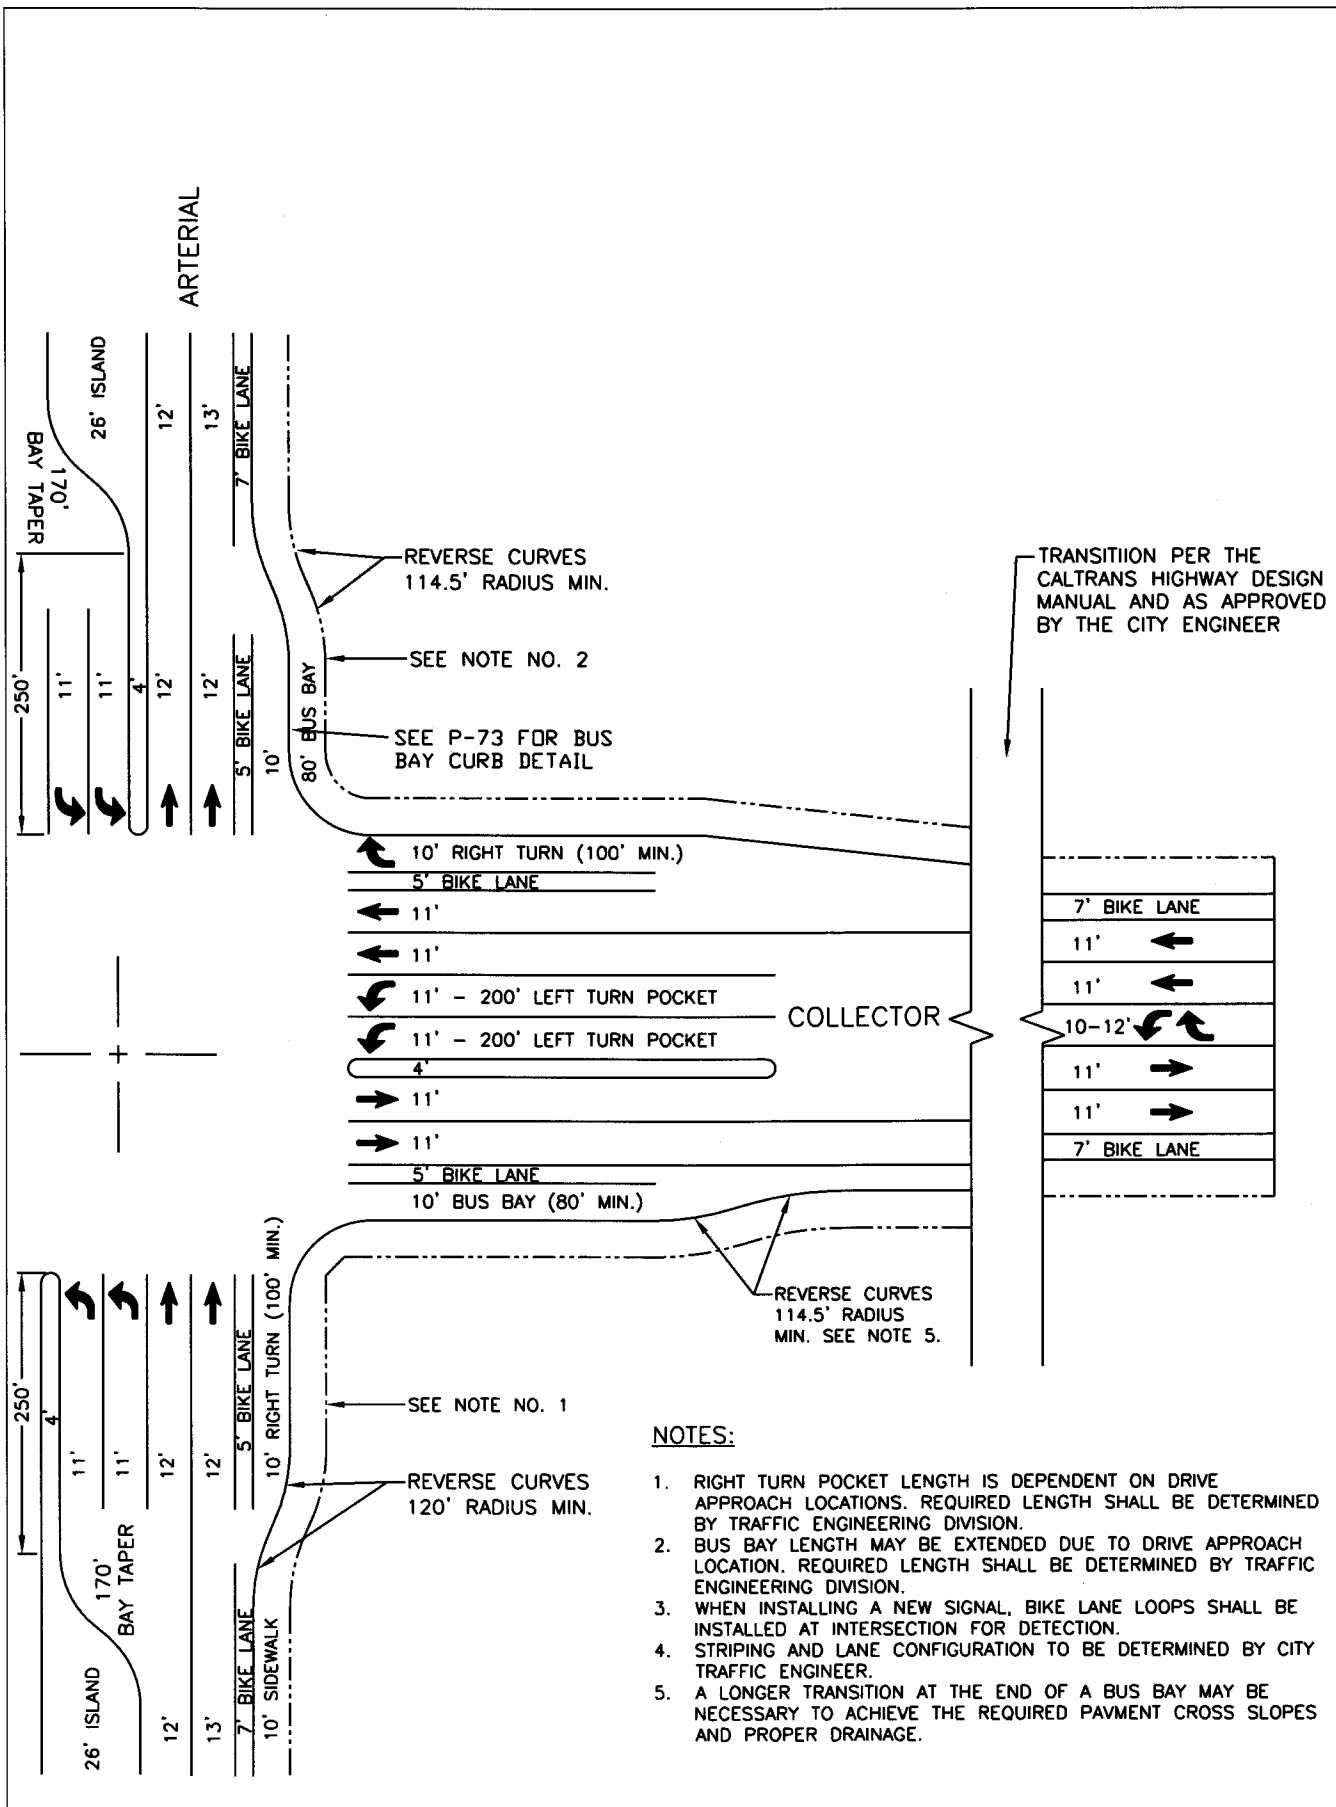 ARTERIAL
26' ISLAND
12'
13'
7' BIKE LANE
170'
BAY TAPER
250'
11'
11'
4'
12'
12'
5' BIKE LANE
10'
80' BUS BAY
REVERSE CURVES
114.5' RADIUS MIN.
SEE NOTE NO. 2
SEE P-73 FOR BUS
BAY CURB DETAIL
TRANSITIION PER THE
CALTRANS HIGHWAY DESIGN
MANUAL AND AS APPROVED
BY THE CITY ENGINEER
10' RIGHT TURN (100' MIN.)
5' BIKE LANE
11'
11'
11' - 200' LEFT TURN POCKET
11' - 200' LEFT TURN POCKET
4'
11'
11'
5' BIKE LANE
10' BUS BAY (80' MIN.)
COLLECTOR
7' BIKE LANE
11'
11'
10-12'
11'
11'
7' BIKE LANE
REVERSE CURVES
114.5' RADIUS
MIN. SEE NOTE 5.
250'
4'
11'
11'
12'
12'
5' BIKE LANE
10' RIGHT TURN (100' MIN.)
SEE NOTE NO. 1
REVERSE CURVES
120' RADIUS MIN.
170'
BAY TAPER
26' ISLAND
12'
13'
7' BIKE LANE
10' SIDEWALK
NOTES:
1. RIGHT TURN POCKET LENGTH IS DEPENDENT ON DRIVE
APPROACH LOCATIONS. REQUIRED LENGTH SHALL BE DETERMINED
BY TRAFFIC ENGINEERING DIVISION.
2. BUS BAY LENGTH MAY BE EXTENDED DUE TO DRIVE APPROACH
LOCATION. REQUIRED LENGTH SHALL BE DETERMINED BY TRAFFIC
ENGINEERING DIVISION.
3. WHEN INSTALLING A NEW SIGNAL, BIKE LANE LOOPS SHALL BE
INSTALLED AT INTERSECTION FOR DETECTION.
4. STRIPING AND LANE CONFIGURATION TO BE DETERMINED BY CITY
TRAFFIC ENGINEER.
5. A LONGER TRANSITION AT THE END OF A BUS BAY MAY BE
NECESSARY TO ACHIEVE THE REQUIRED PAVMENT CROSS SLOPES
AND PROPER DRAINAGE.